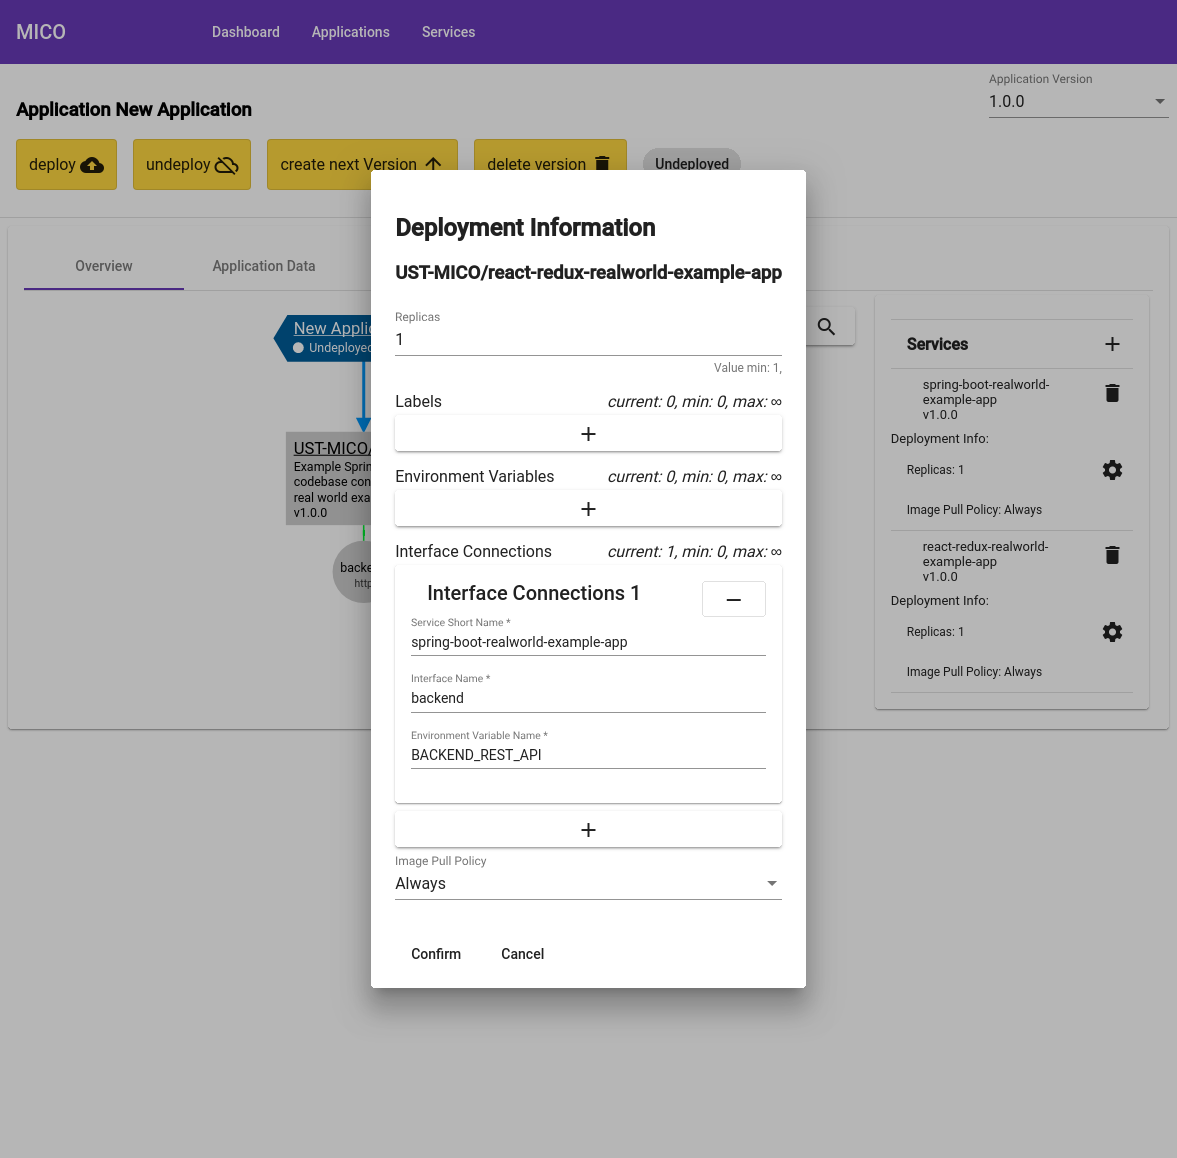 MICO
Dashboard
Applications
Services
Application New Application
Application Version
1.0.0
deploy
undeploy
create next Version
delete version
Undeployed
Overview
Application Data
New Applic
Undeployed
UST-MICO/
Example Sprin
codebase con
real world exa
v1.0.0
backe
http
Deployment Information
UST-MICO/react-redux-realworld-example-app
Replicas
1
Value min: 1,
Labels
current: 0, min: 0, max: ∞
Environment Variables
current: 0, min: 0, max: ∞
Interface Connections
current: 1, min: 0, max: ∞
Interface Connections 1
Service Short Name *
spring-boot-realworld-example-app
Interface Name *
backend
Environment Variable Name *
BACKEND_REST_API
Image Pull Policy
Always
Confirm
Cancel
Services
spring-boot-realworld-
example-app
v1.0.0
Deployment Info:
Replicas: 1
Image Pull Policy: Always
react-redux-realworld-
example-app
v1.0.0
Deployment Info:
Replicas: 1
Image Pull Policy: Always